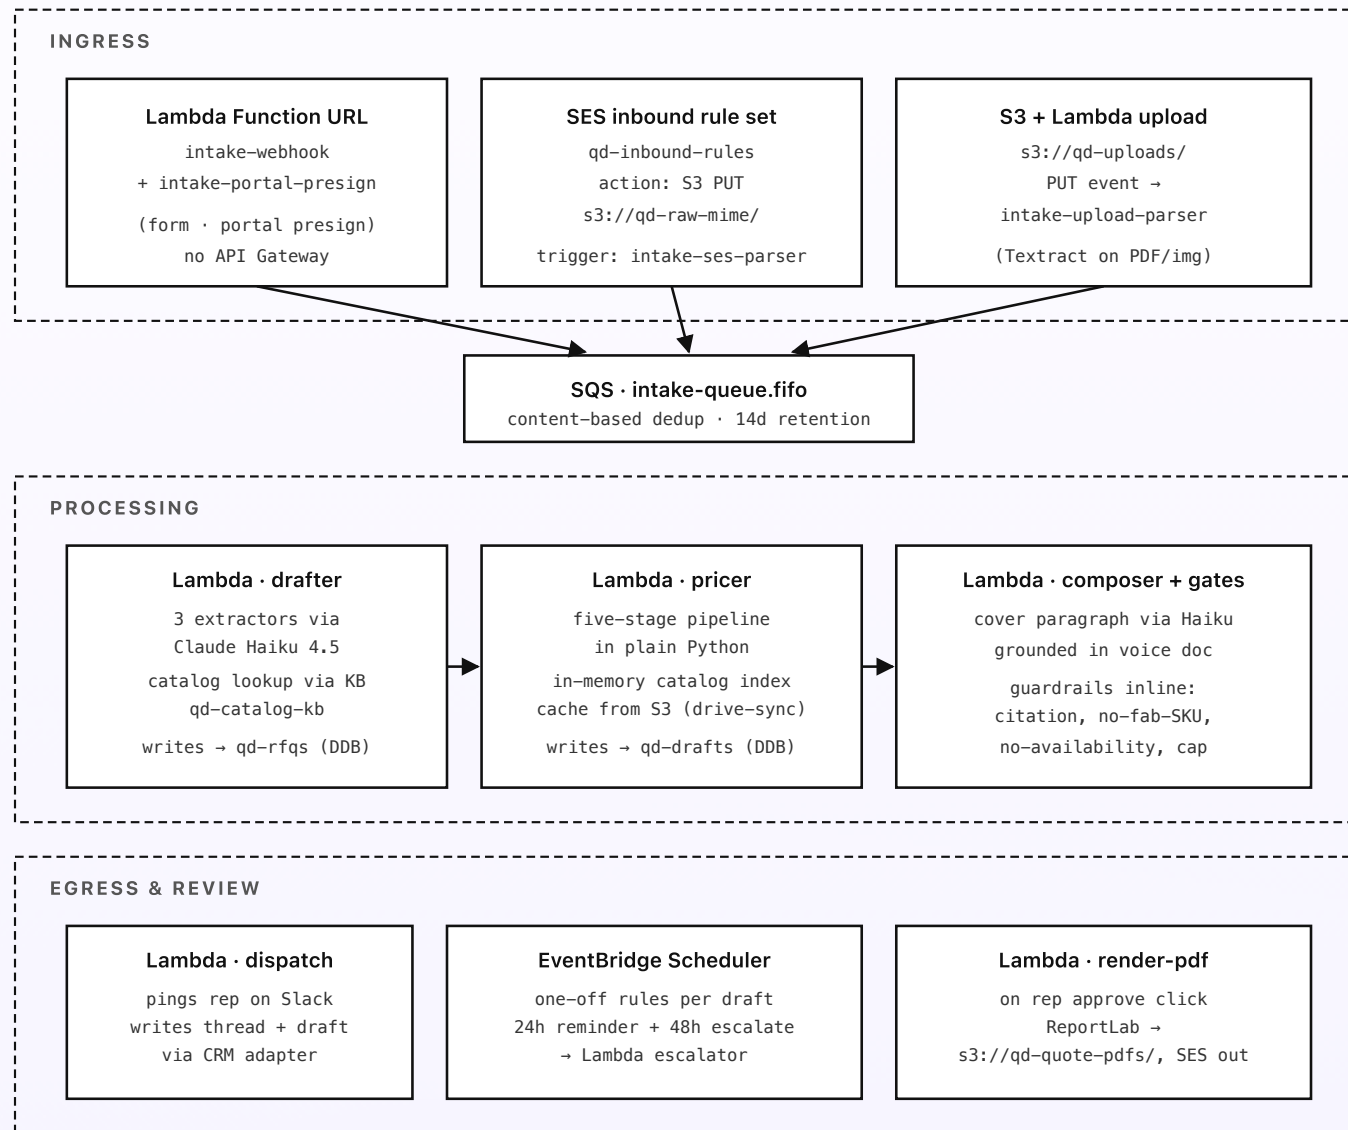 INGRESS
Lambda Function URL
intake-webhook
+ intake-portal-presign
(form · portal presign)
no API Gateway
SES inbound rule set
qd-inbound-rules
action: S3 PUT
s3://qd-raw-mime/
trigger: intake-ses-parser
S3 + Lambda upload
s3://qd-uploads/
PUT event →
intake-upload-parser
(Textract on PDF/img)
SQS · intake-queue.fifo
content-based dedup · 14d retention
PROCESSING
Lambda · drafter
3 extractors via
Claude Haiku 4.5
catalog lookup via KB
qd-catalog-kb
writes → qd-rfqs (DDB)
Lambda · pricer
five-stage pipeline
in plain Python
in-memory catalog index
cache from S3 (drive-sync)
writes → qd-drafts (DDB)
Lambda · composer + gates
cover paragraph via Haiku
grounded in voice doc
guardrails inline:
citation, no-fab-SKU,
no-availability, cap
EGRESS & REVIEW
Lambda · dispatch
pings rep on Slack
writes thread + draft
via CRM adapter
EventBridge Scheduler
one-off rules per draft
24h reminder + 48h escalate
→ Lambda escalator
Lambda · render-pdf
on rep approve click
ReportLab →
s3://qd-quote-pdfs/, SES out